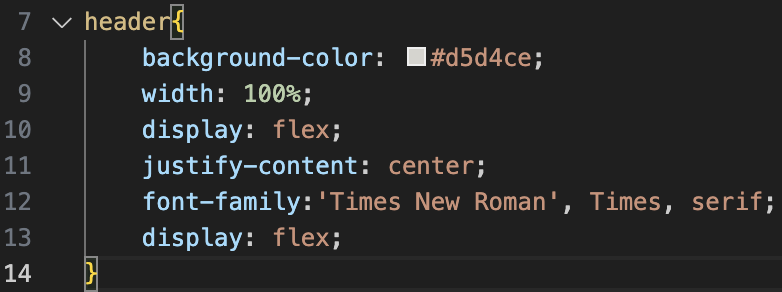 7 header{
8 background-color: #d5d4ce;
9 width: 100%;
10 display: flex;
11 justify-content: center;
12 font-family:'Times New Roman', Times, serif;
13 display: flex;
14 }